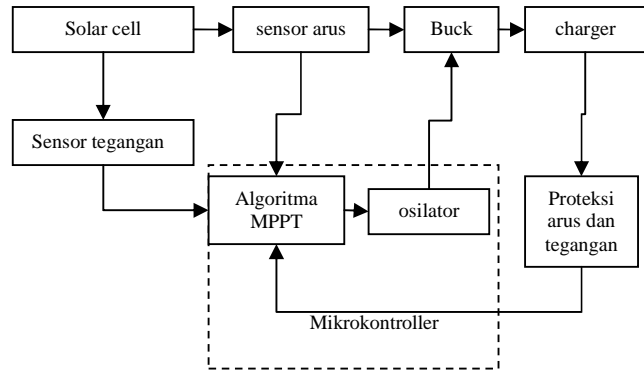 Solar cell
sensor arus
Buck
charger
Sensor tegangan
Algoritma
MPPT
osilator
Proteksi
arus dan
tegangan
Mikrokontroller